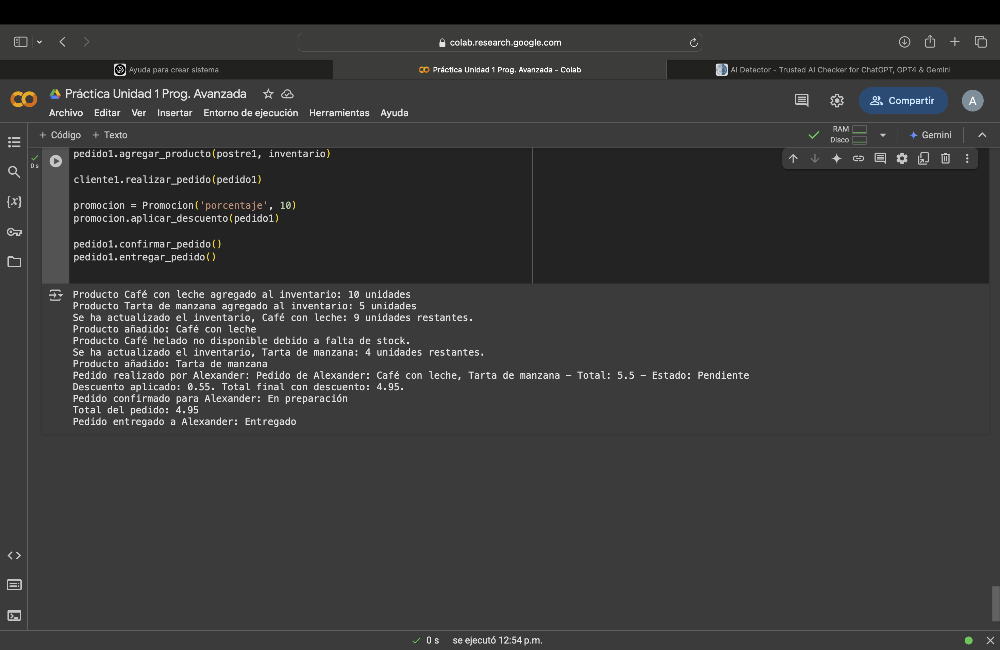 colab.research.google.com
Ayuda para crear sistema
Práctica Unidad 1 Prog. Avanzada - Colab
AI Detector - Trusted AI Checker for ChatGPT, GPT4 & Gemini
Práctica Unidad 1 Prog. Avanzada
Archivo Editar Ver Insertar Entorno de ejecución Herramientas Ayuda
Compartir
A
+ Código + Texto
RAM
Disco
Gemini
{x}
0 s
pedido1.agregar_producto(postre1, inventario)
cliente1.realizar_pedido(pedido1)
promocion = Promocion('porcentaje', 10)
promocion.aplicar_descuento(pedido1)
pedido1.confirmar_pedido()
pedido1.entregar_pedido()
Producto Café con leche agregado al inventario: 10 unidades
Producto Tarta de manzana agregado al inventario: 5 unidades
Se ha actualizado el inventario, Café con leche: 9 unidades restantes.
Producto añadido: Café con leche
Producto Café helado no disponible debido a falta de stock.
Se ha actualizado el inventario, Tarta de manzana: 4 unidades restantes.
Producto añadido: Tarta de manzana
Pedido realizado por Alexander: Pedido de Alexander: Café con leche, Tarta de manzana - Total: 5.5 - Estado: Pendiente
Descuento aplicado: 0.55. Total final con descuento: 4.95.
Pedido confirmado para Alexander: En preparación
Total del pedido: 4.95
Pedido entregado a Alexander: Entregado
0 s se ejecutó 12:54 p.m.